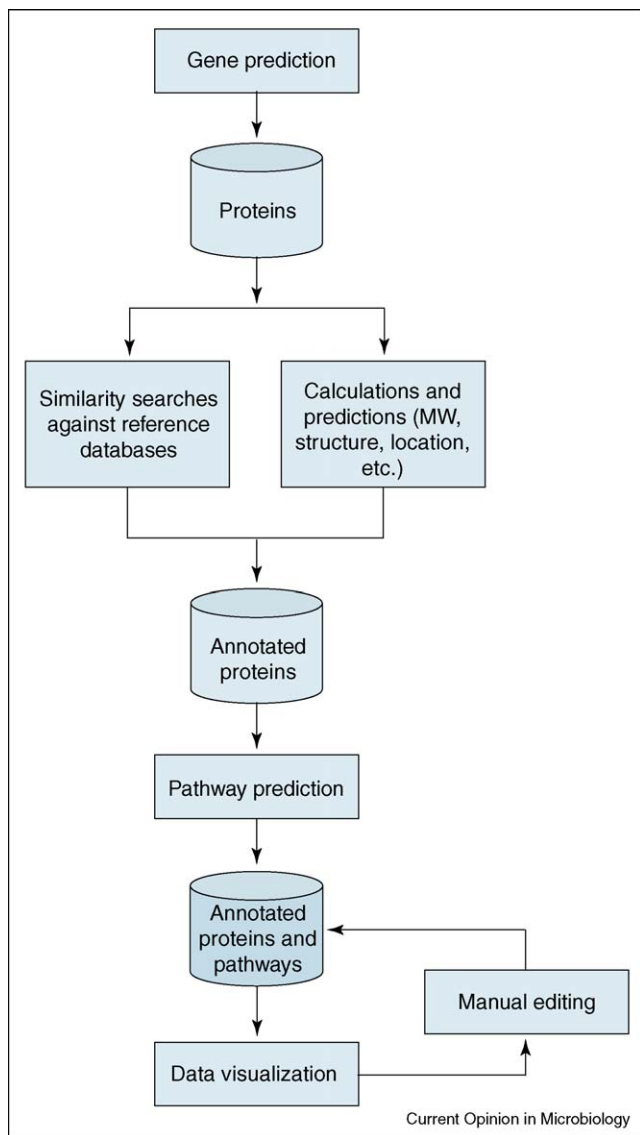 Gene prediction
Proteins
Similarity searches
against reference
databases
Calculations and
predictions (MW,
structure, location,
etc.)
Annotated
proteins
Pathway prediction
Annotated
proteins and
pathways
Manual editing
Data visualization
Current Opinion in Microbiology